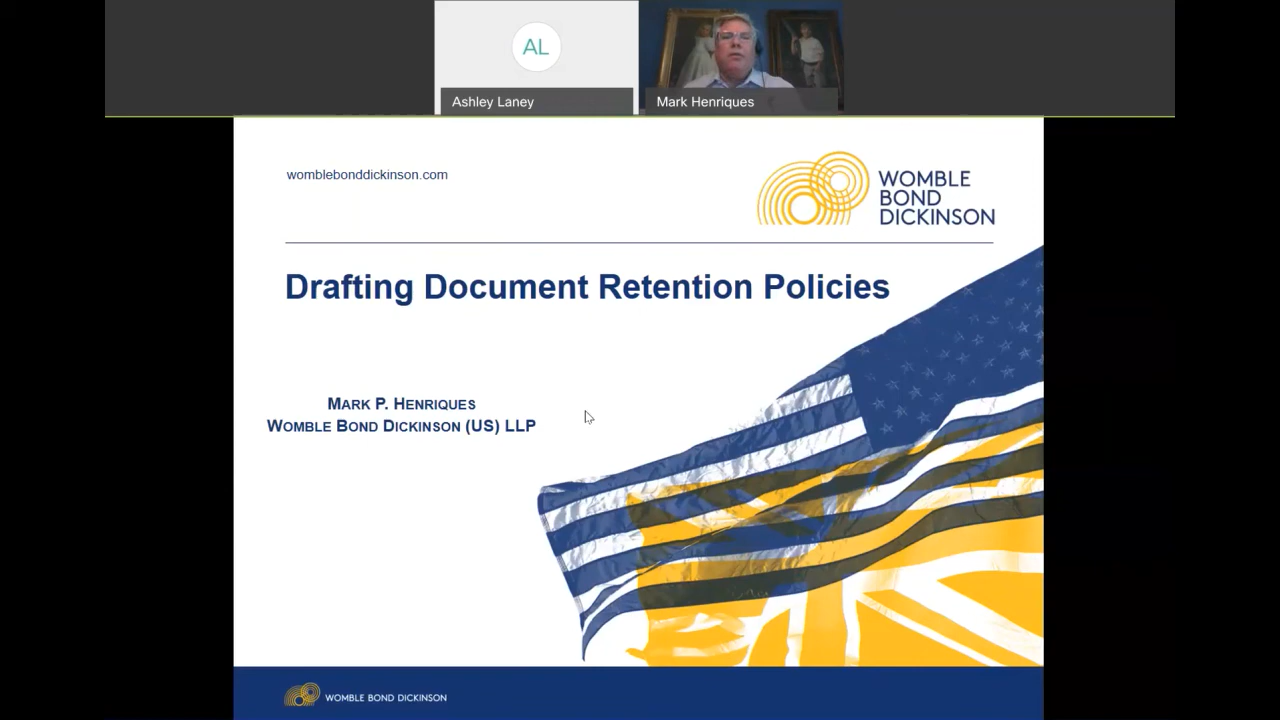 AL
Ashley Laney
Mark Henriques
womblebonddickinson.com
WOMBLE
BOND
DICKINSON
Drafting Document Retention Policies
MARK P. HENRIQUES
WOMBLE BOND DICKINSON (US) LLP
WOMBLE BOND DICKINSON